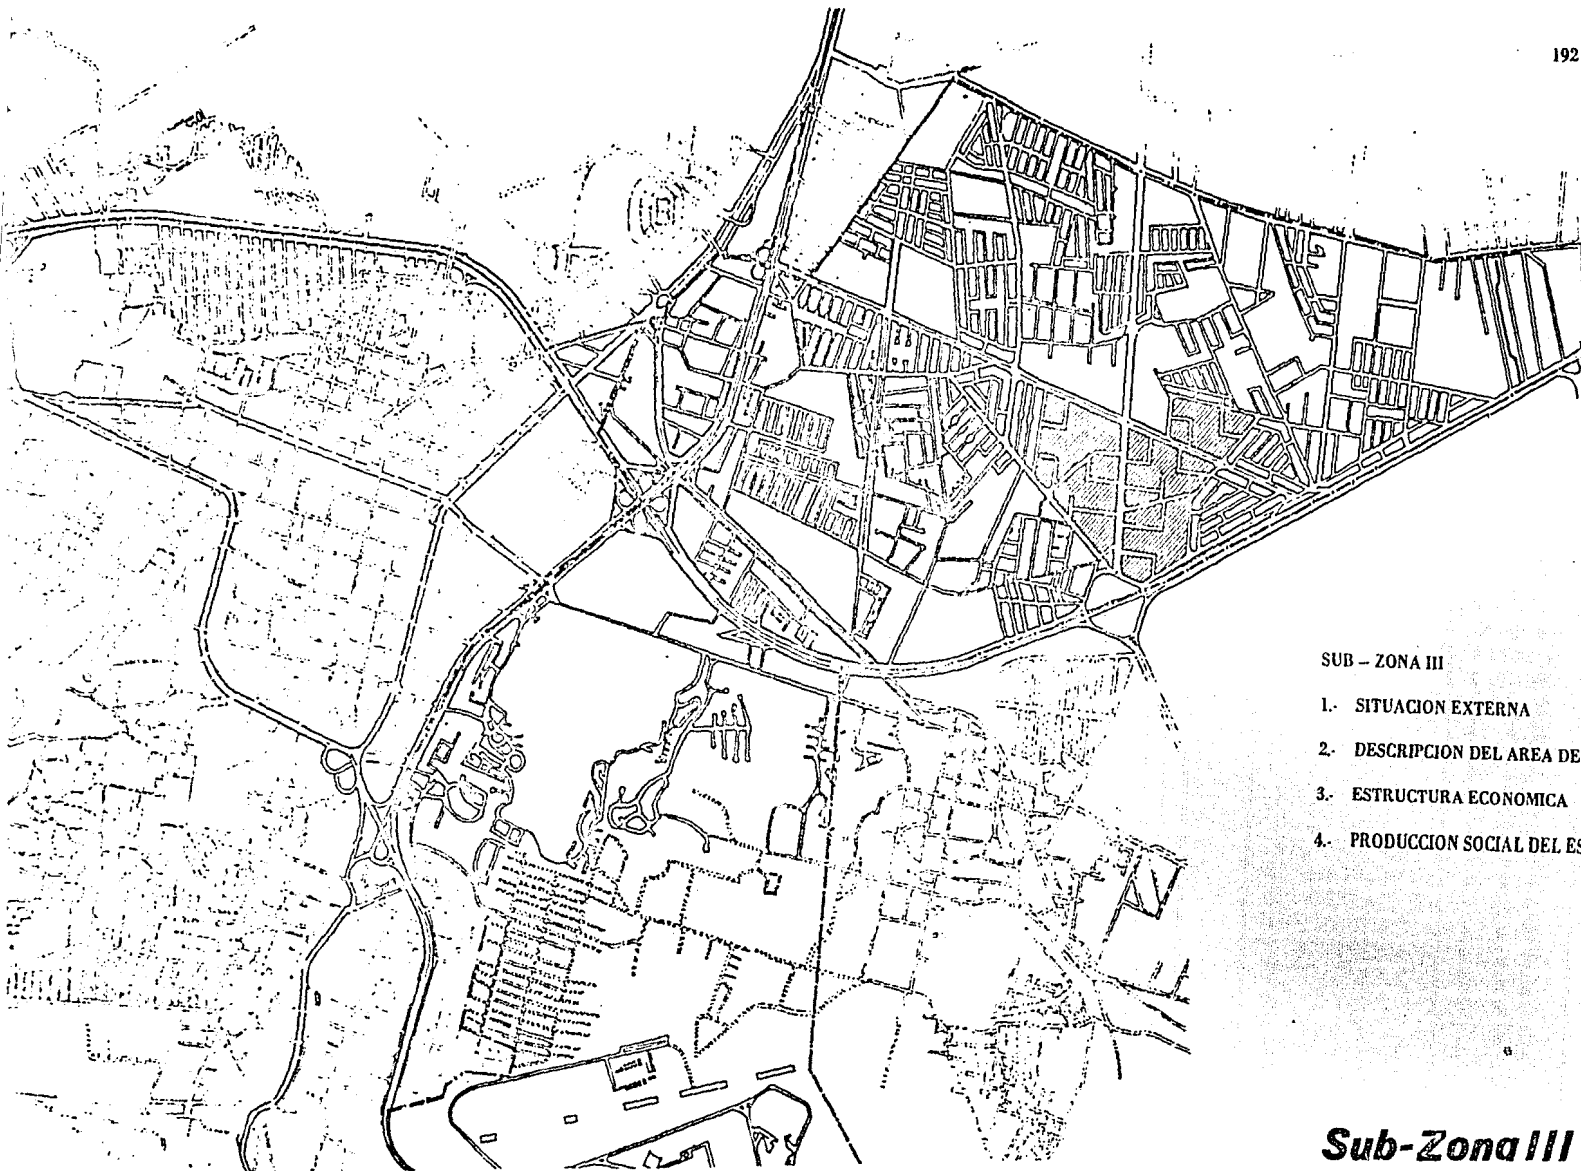 192
SUB – ZONA III
1.- SITUACION EXTERNA
2.- DESCRIPCION DEL AREA DE
3.- ESTRUCTURA ECONOMICA
4.- PRODUCCION SOCIAL DEL ES
Sub-Zona III